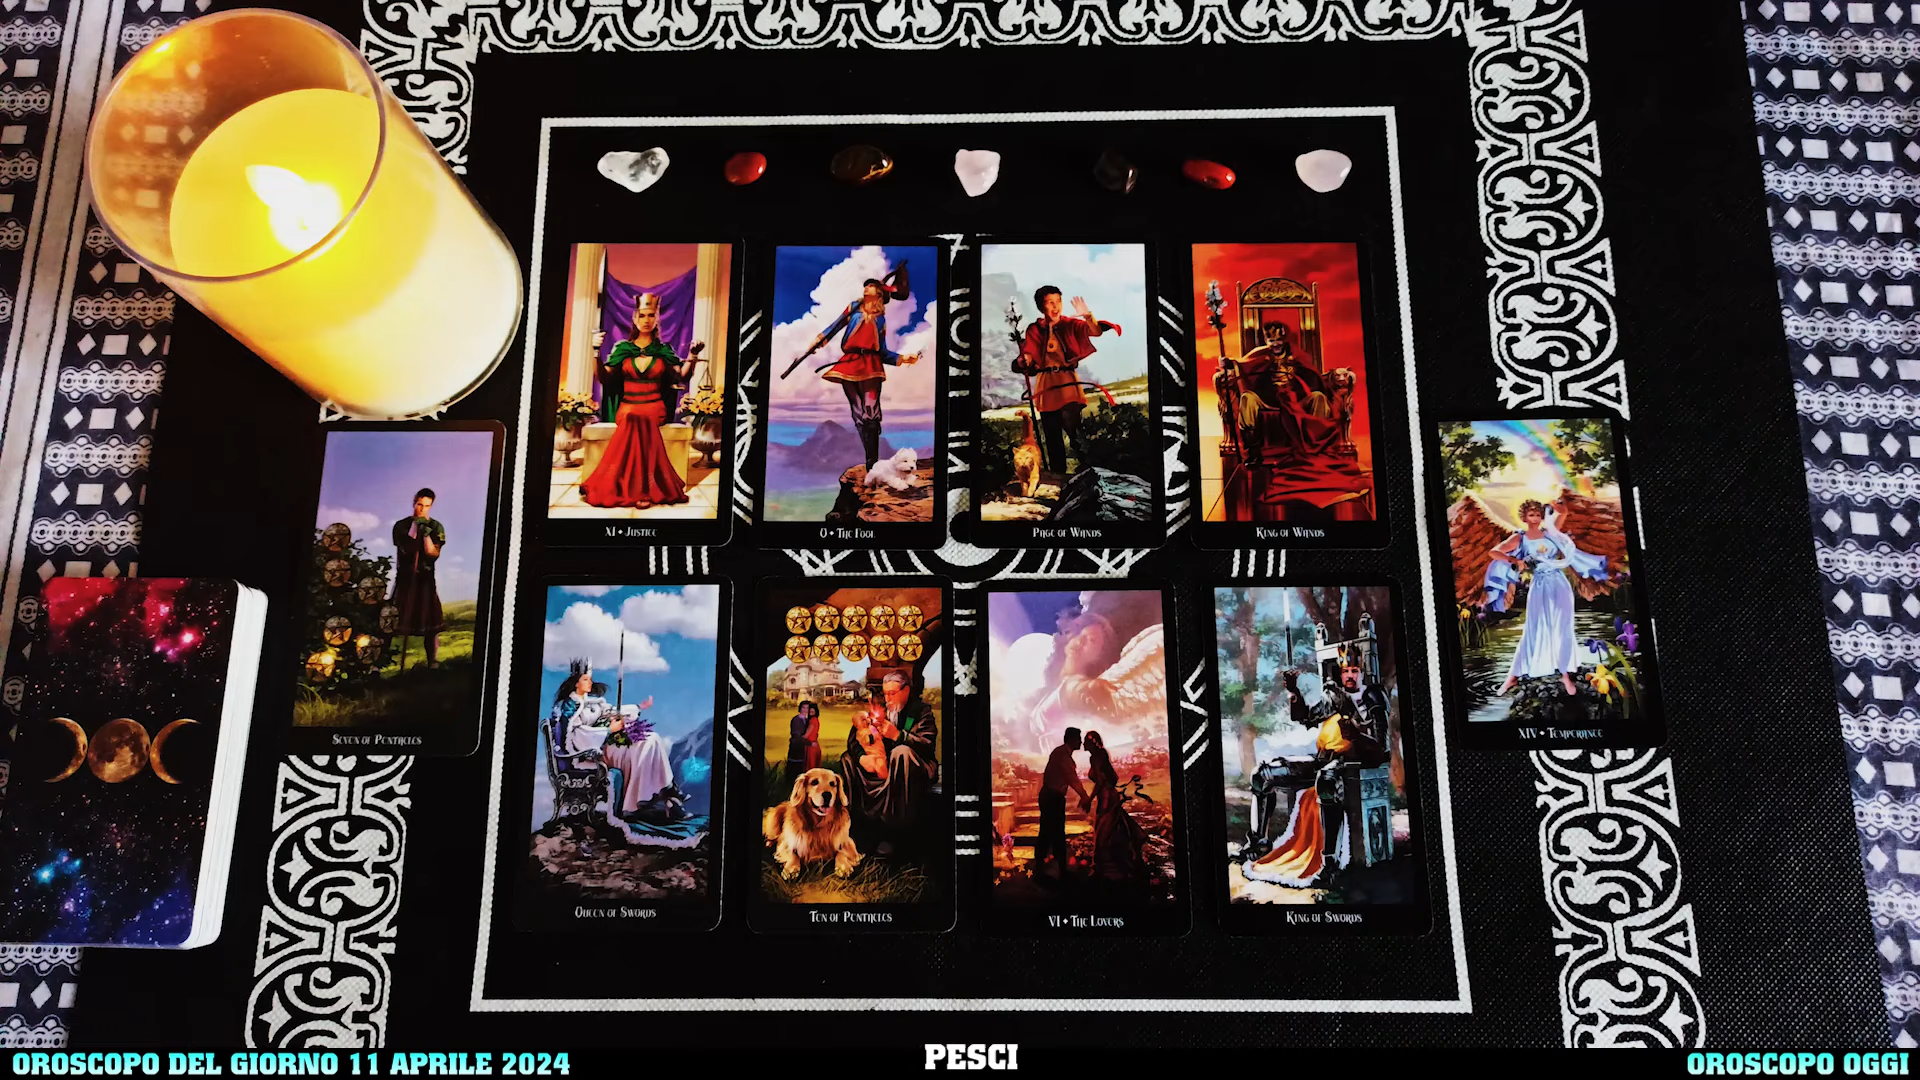 XI ✦ JUSTICE
0 ✦ THE FOOL
PAGE OF WANDS
KING OF WANDS
SEVEN OF PENTACLES
XIV ✦ TEMPERANCE
QUEEN OF SWORDS
TEN OF PENTACLES
VI ✦ THE LOVERS
KING OF SWORDS
OROSCOPO DEL GIORNO 11 APRILE 2024
PESCI
OROSCOPO OGGI